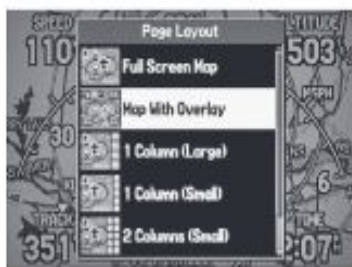 SPEED
Page Layout
ALTITUDE
110
Full Screen Map
503
Map With Overlay
30
1 Column (Large)
1 Column (Small)
6
TRACK
2 Columns (Small)
351
2:07